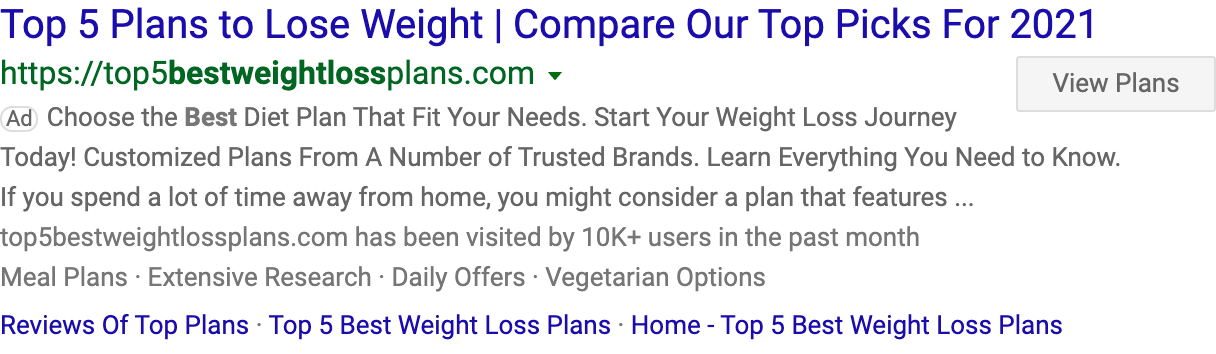 Top 5 Plans to Lose Weight | Compare Our Top Picks For 2021
https://top5bestweightlossplans.com
View Plans
Ad Choose the Best Diet Plan That Fit Your Needs. Start Your Weight Loss Journey
Today! Customized Plans From A Number of Trusted Brands. Learn Everything You Need to Know.
If you spend a lot of time away from home, you might consider a plan that features ...
top5bestweightlossplans.com has been visited by 10K+ users in the past month
Meal Plans · Extensive Research · Daily Offers · Vegetarian Options
Reviews Of Top Plans · Top 5 Best Weight Loss Plans · Home - Top 5 Best Weight Loss Plans